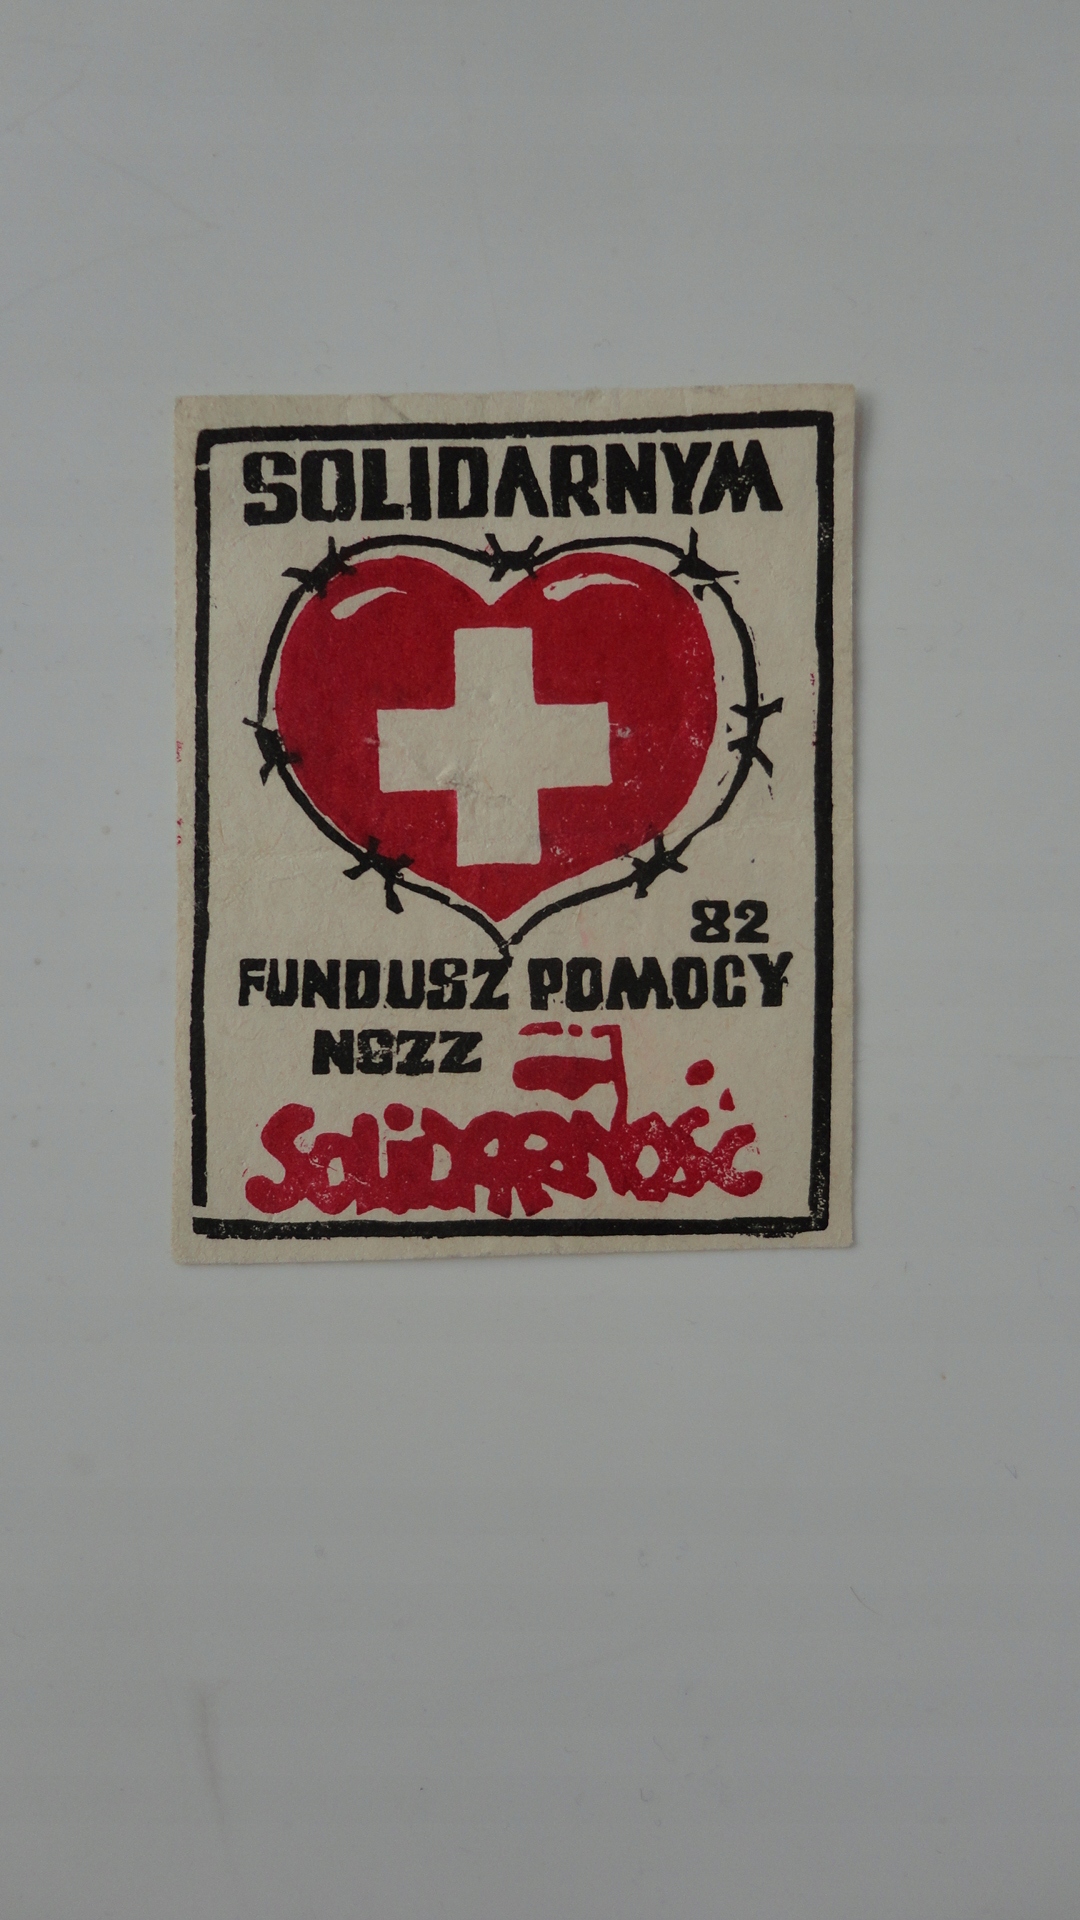 SOLIDARNYM
82
FUNDUSZ POMOCY
NSZZ
SOLIDARNOŚĆ